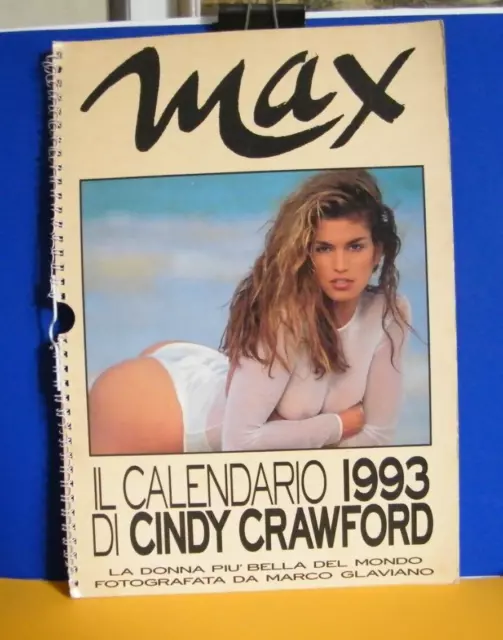 max
IL CALENDARIO 1993
DI CINDY CRAWFORD
LA DONNA PIU' BELLA DEL MONDO
FOTOGRAFATA DA MARCO GLAVIANO